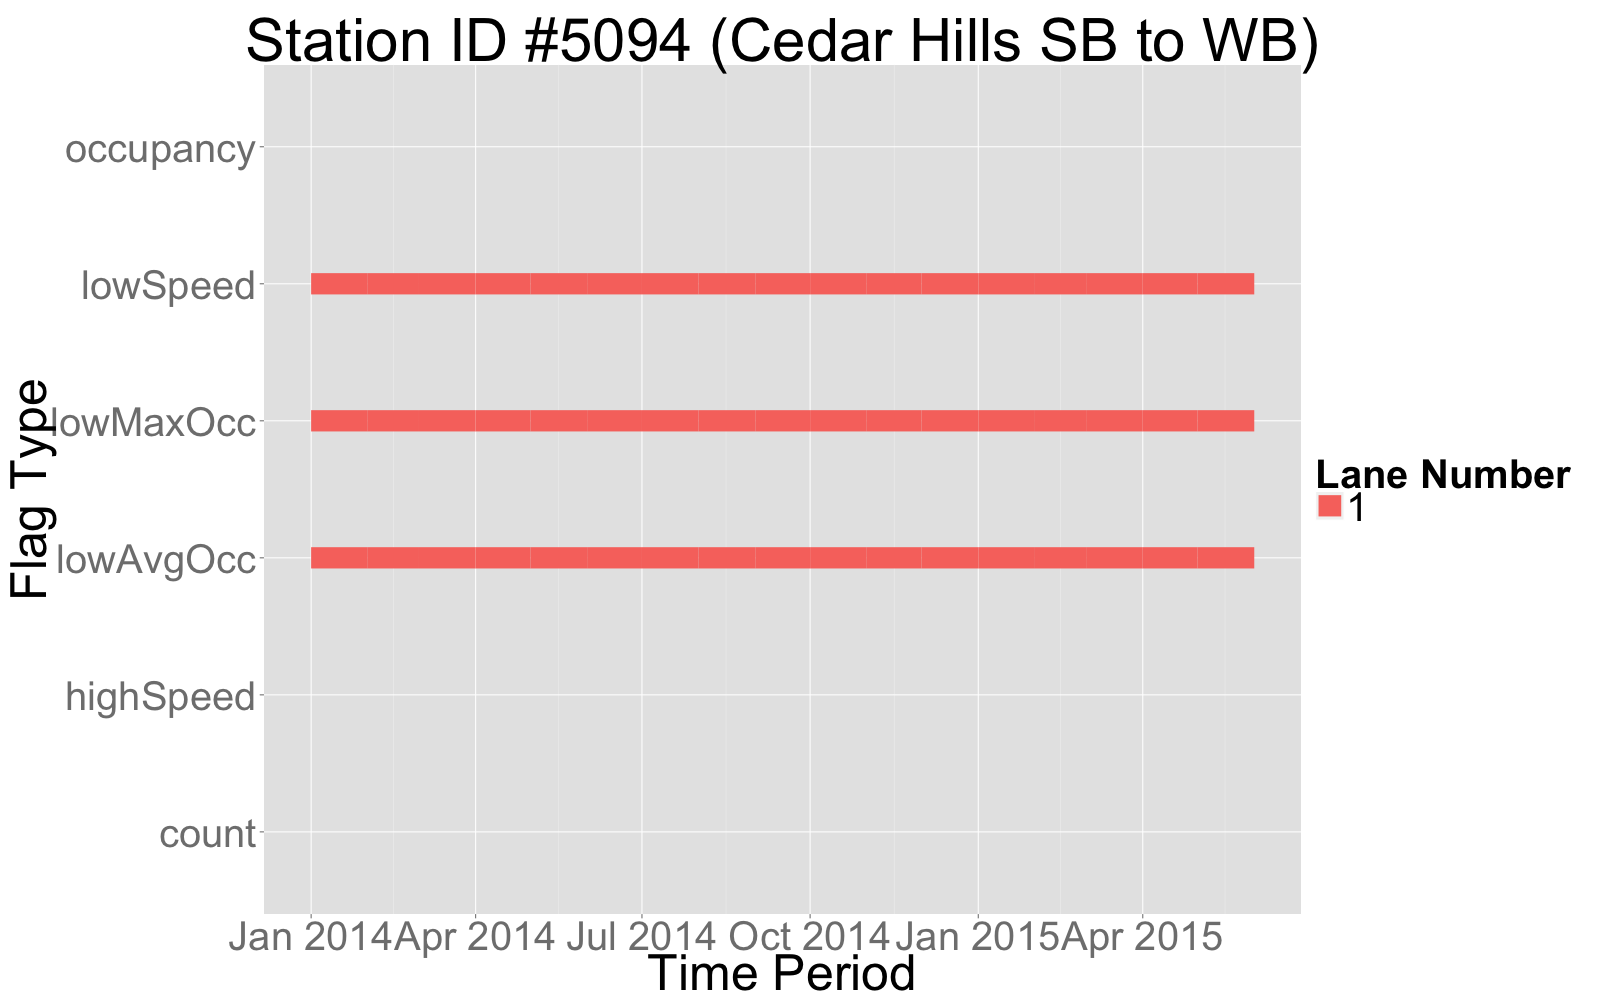 Station ID #5094 (Cedar Hills SB to WB)
occupancy
lowSpeed
lowMaxOcc
lowAvgOcc
highSpeed
count
Flag Type
Jan 2014 Apr 2014 Jul 2014 Oct 2014 Jan 2015 Apr 2015
Time Period
Lane Number
1